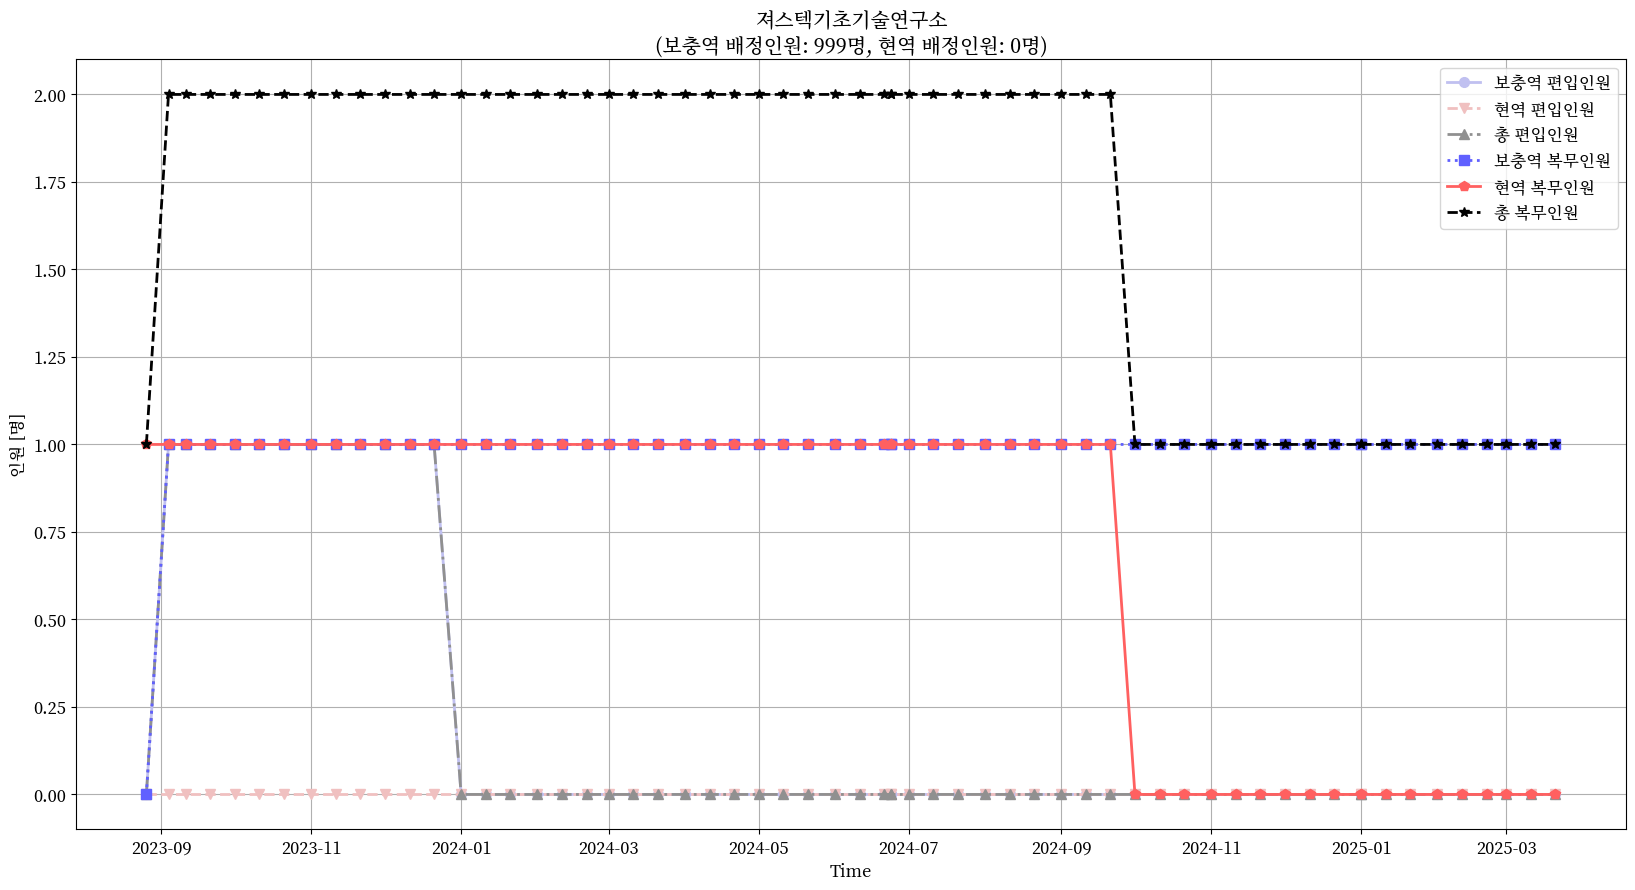 져스텍기초기술연구소
(보충역 배정인원: 999명, 현역 배정인원: 0명)
보충역 편입인원
현역 편입인원
총 편입인원
보충역 복무인원
현역 복무인원
총 복무인원
2.00
1.75
1.50
1.25
1.00
0.75
0.50
0.25
0.00
인원 [명]
2023-09
2023-11
2024-01
2024-03
2024-05
2024-07
2024-09
2024-11
2025-01
2025-03
Time